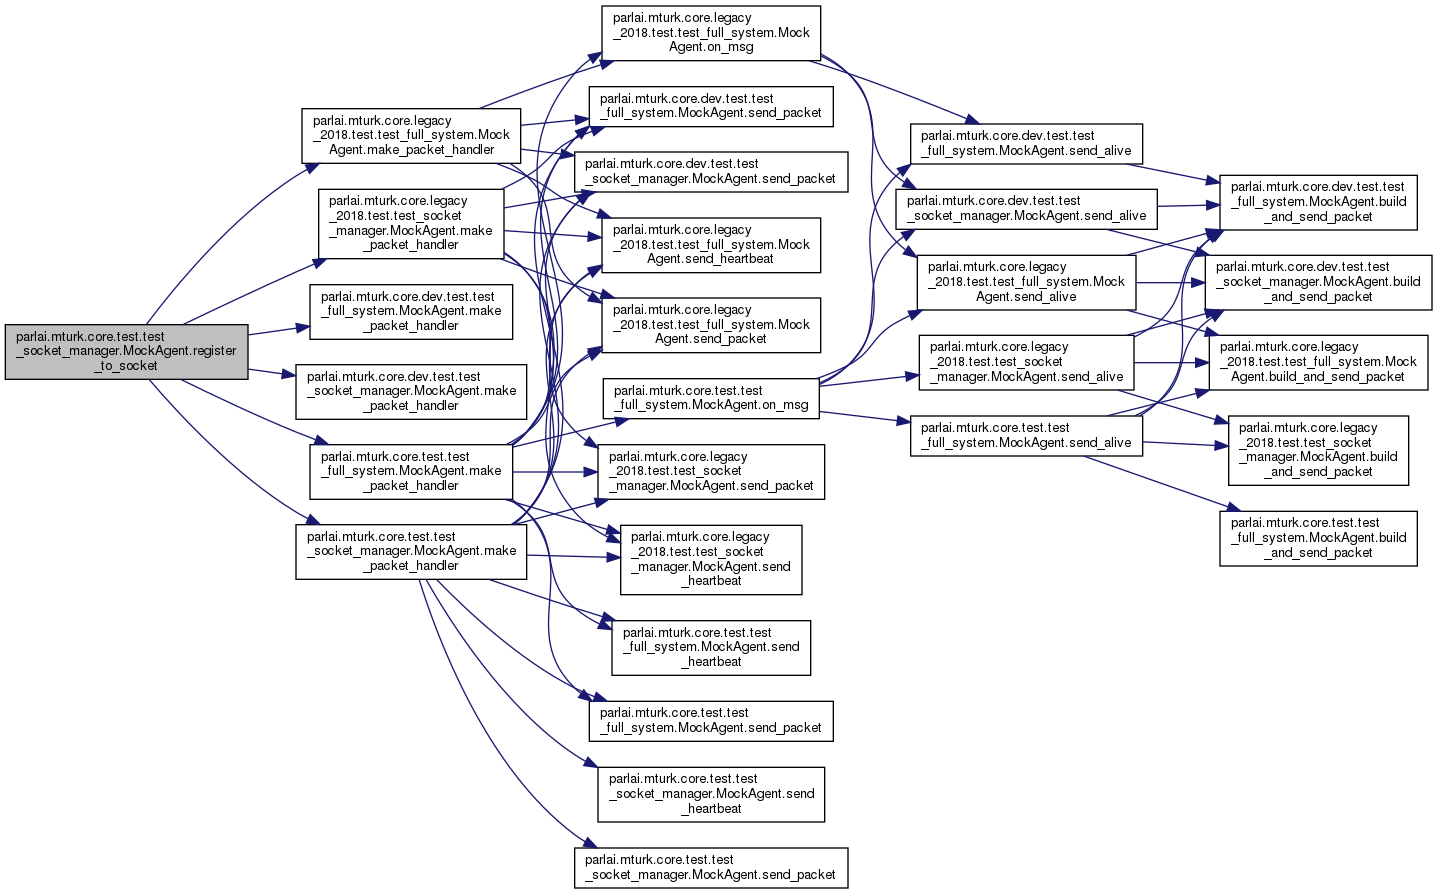 parlai.mturk.core.test.test
_socket_manager.MockAgent.register
_to_socket
parlai.mturk.core.legacy
_2018.test.test_full_system.Mock
Agent.make_packet_handler
parlai.mturk.core.legacy
_2018.test.test_socket
_manager.MockAgent.make
_packet_handler
parlai.mturk.core.dev.test.test
_full_system.MockAgent.make
_packet_handler
parlai.mturk.core.dev.test.test
_socket_manager.MockAgent.make
_packet_handler
parlai.mturk.core.test.test
_full_system.MockAgent.make
_packet_handler
parlai.mturk.core.test.test
_socket_manager.MockAgent.make
_packet_handler
parlai.mturk.core.legacy
_2018.test.test_full_system.Mock
Agent.on_msg
parlai.mturk.core.dev.test.test
_full_system.MockAgent.send_packet
parlai.mturk.core.dev.test.test
_socket_manager.MockAgent.send_packet
parlai.mturk.core.legacy
_2018.test.test_full_system.Mock
Agent.send_heartbeat
parlai.mturk.core.legacy
_2018.test.test_full_system.Mock
Agent.send_packet
parlai.mturk.core.test.test
_full_system.MockAgent.on_msg
parlai.mturk.core.legacy
_2018.test.test_socket
_manager.MockAgent.send_packet
parlai.mturk.core.legacy
_2018.test.test_socket
_manager.MockAgent.send
_heartbeat
parlai.mturk.core.test.test
_full_system.MockAgent.send
_heartbeat
parlai.mturk.core.test.test
_full_system.MockAgent.send_packet
parlai.mturk.core.test.test
_socket_manager.MockAgent.send
_heartbeat
parlai.mturk.core.test.test
_socket_manager.MockAgent.send_packet
parlai.mturk.core.dev.test.test
_full_system.MockAgent.send_alive
parlai.mturk.core.dev.test.test
_socket_manager.MockAgent.send_alive
parlai.mturk.core.legacy
_2018.test.test_full_system.Mock
Agent.send_alive
parlai.mturk.core.legacy
_2018.test.test_socket
_manager.MockAgent.send_alive
parlai.mturk.core.test.test
_full_system.MockAgent.send_alive
parlai.mturk.core.dev.test.test
_full_system.MockAgent.build
_and_send_packet
parlai.mturk.core.dev.test.test
_socket_manager.MockAgent.build
_and_send_packet
parlai.mturk.core.legacy
_2018.test.test_full_system.Mock
Agent.build_and_send_packet
parlai.mturk.core.legacy
_2018.test.test_socket
_manager.MockAgent.build
_and_send_packet
parlai.mturk.core.test.test
_full_system.MockAgent.build
_and_send_packet